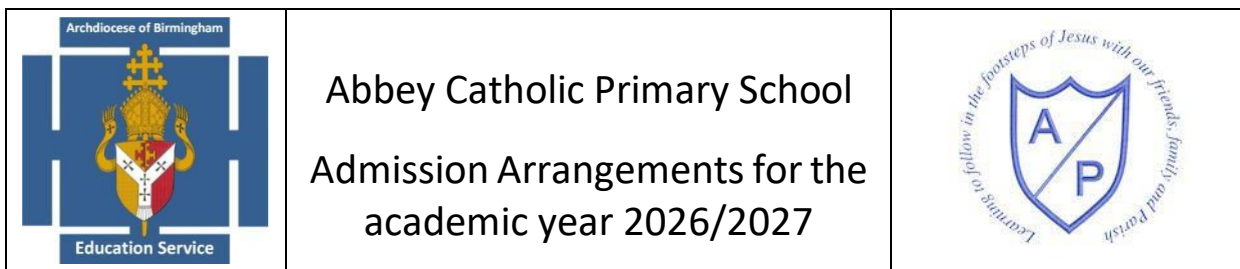 Archdiocese of Birmingham
Education Service
Abbey Catholic Primary School
Admission Arrangements for the
academic year 2026/2027
Learning to follow in the footsteps of Jesus with our friends, family and Parish
A
P